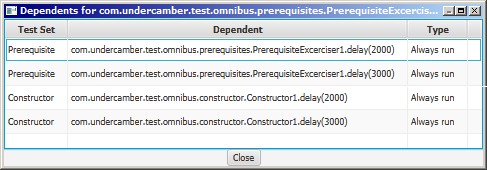 Dependents for com.undercamber.test.omnibus.prerequisites.PrerequisiteExcercis...
Test Set Dependent Type
Prerequisite com.undercamber.test.omnibus.prerequisites.PrerequisiteExcerciser1.delay(2000) Always run
Prerequisite com.undercamber.test.omnibus.prerequisites.PrerequisiteExcerciser1.delay(3000) Always run
Constructor com.undercamber.test.omnibus.constructor.Constructor1.delay(2000) Always run
Constructor com.undercamber.test.omnibus.constructor.Constructor1.delay(3000) Always run
Close